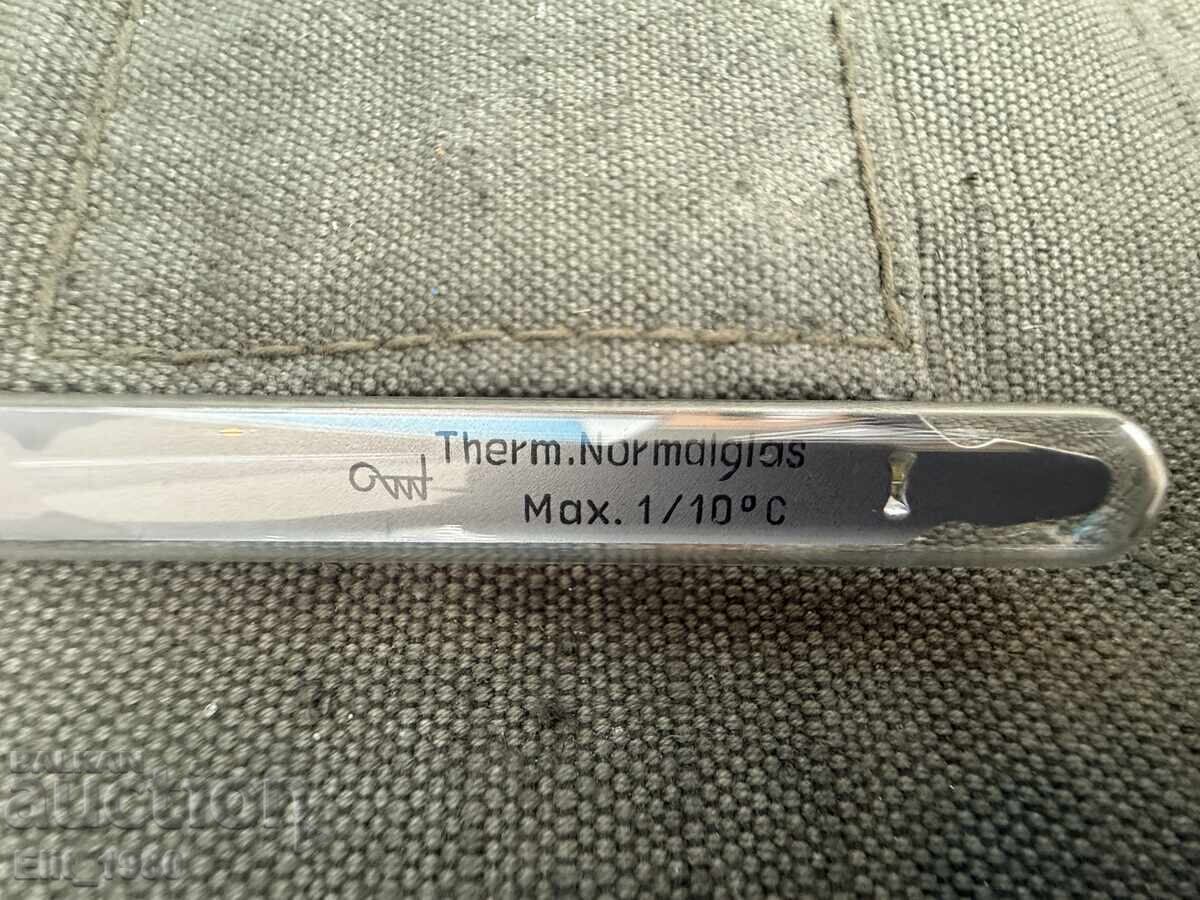 Therm.Normalglas
Max. 1/10°C
BALKAN
auction
Elit_1980